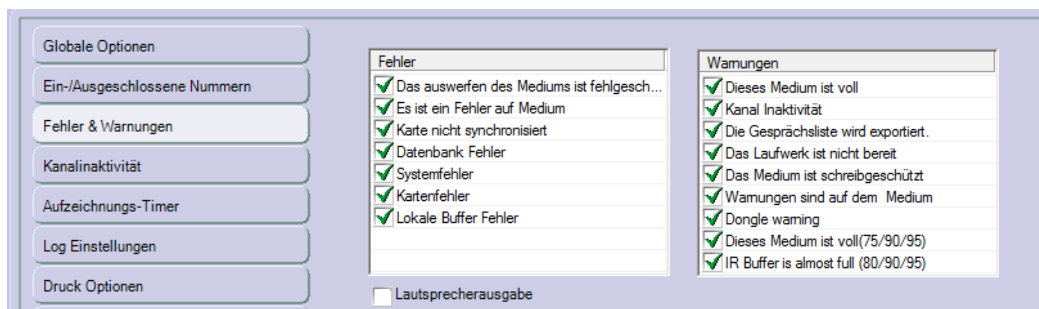 Globale Optionen
Ein-/Ausgeschlossene Nummern
Fehler & Warnungen
Kanalinaktivität
Aufzeichnungs-Timer
Log Einstellungen
Druck Optionen
Fehler
Das auswerfen des Mediums ist fehlgesch...
Es ist ein Fehler auf Medium
Karte nicht synchronisiert
Datenbank Fehler
Systemfehler
Kartenfehler
Lokale Buffer Fehler
Lautsprecherausgabe
Warnungen
Dieses Medium ist voll
Kanal Inaktivität
Die Gesprächsliste wird exportiert.
Das Laufwerk ist nicht bereit
Das Medium ist schreibgeschützt
Warnungen sind auf dem Medium
Dongle warning
Dieses Medium ist voll(75/90/95)
IR Buffer is almost full (80/90/95)